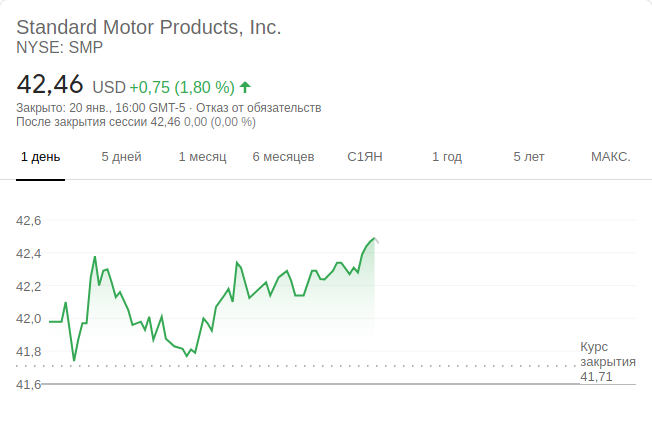 Standard Motor Products, Inc.
NYSE: SMP
42,46 USD +0,75 (1,80 %)
Закрыто: 20 янв., 16:00 GMT-5 · Отказ от обязательств
После закрытия сессии 42,46 0,00 (0,00 %)
1 день 5 дней 1 месяц 6 месяцев С1ЯН 1 год 5 лет МАКС.
42,6
42,4
42,2
42,0
41,8
41,6
Курс
закрытия
41,71